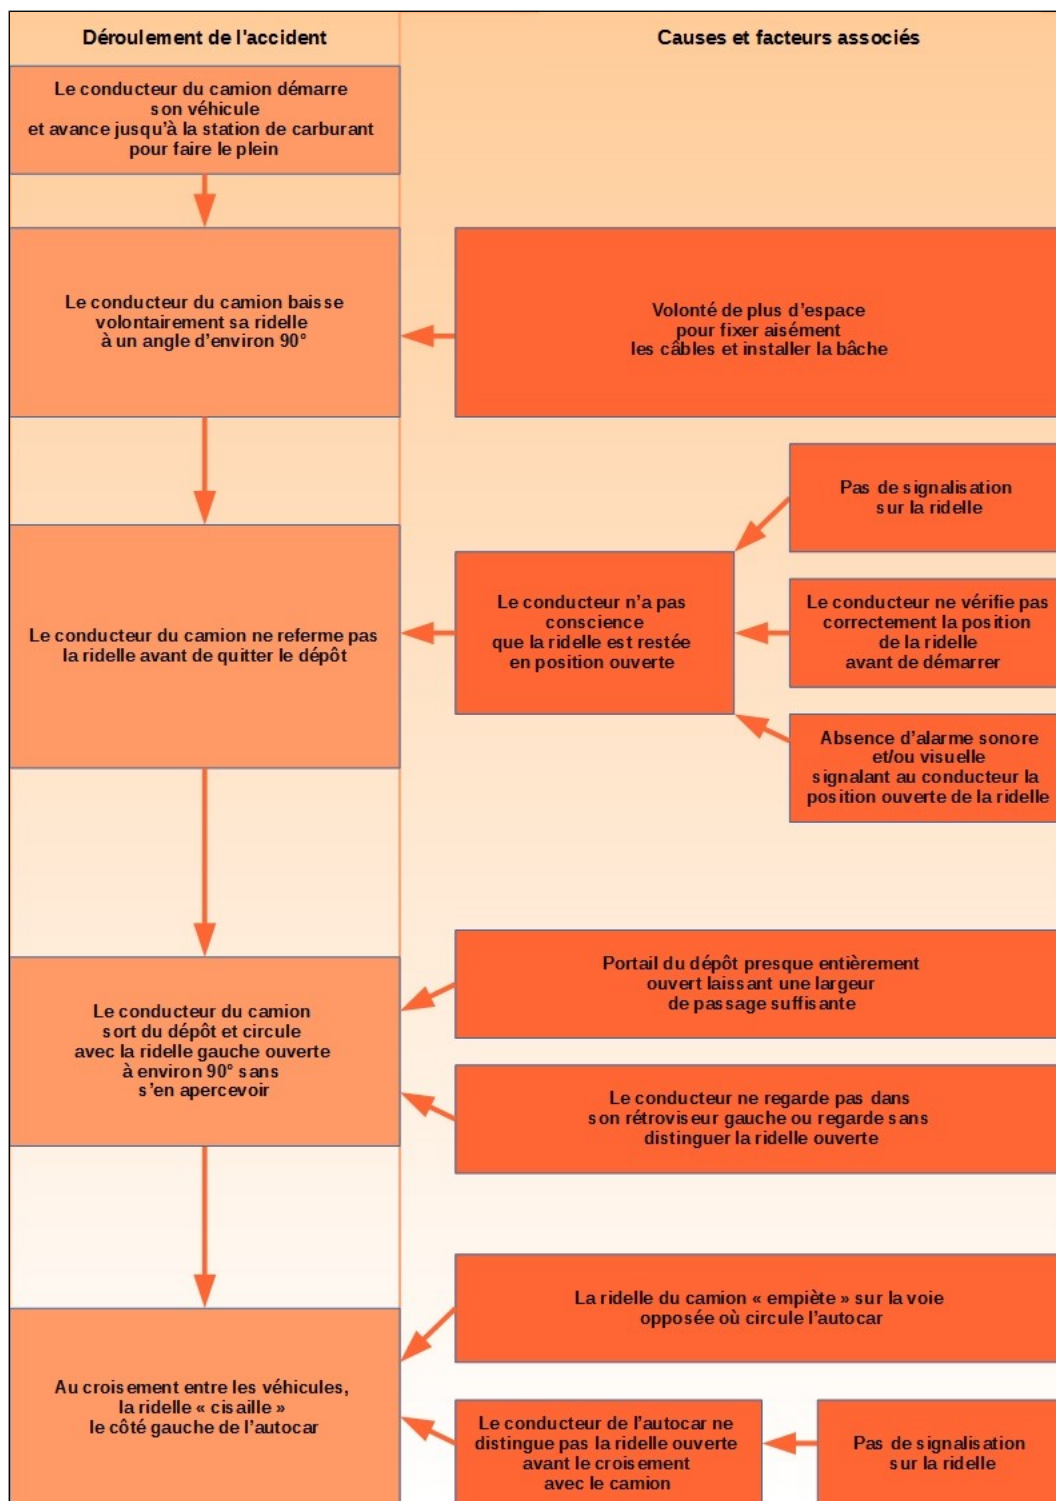 Déroulement de l'accident
Causes et facteurs associés
Le conducteur du camion démarre
son véhicule
et avance jusqu'à la station de carburant
pour faire le plein
Le conducteur du camion baisse
volontairement sa ridelle
à un angle d'environ 90°
Volonté de plus d'espace
pour fixer aisément
les câbles et installer la bâche
Pas de signalisation
sur la ridelle
Le conducteur du camion ne referme pas
la ridelle avant de quitter le dépôt
Le conducteur n'a pas
conscience
que la ridelle est restée
en position ouverte
Le conducteur ne vérifie pas
correctement la position
de la ridelle
avant de démarrer
Absence d'alarme sonore
et/ou visuelle
signalant au conducteur la
position ouverte de la ridelle
Le conducteur du camion
sort du dépôt et circule
avec la ridelle gauche ouverte
à environ 90° sans
s'en apercevoir
Portail du dépôt presque entièrement
ouvert laissant une largeur
de passage suffisante
Le conducteur ne regarde pas dans
son rétroviseur gauche ou regarde sans
distinguer la ridelle ouverte
La ridelle du camion « empiète » sur la voie
opposée où circule l'autocar
Au croisement entre les véhicules,
la ridelle « cisaille »
le côté gauche de l'autocar
Le conducteur de l'autocar ne
distingue pas la ridelle ouverte
avant le croisement
avec le camion
Pas de signalisation
sur la ridelle